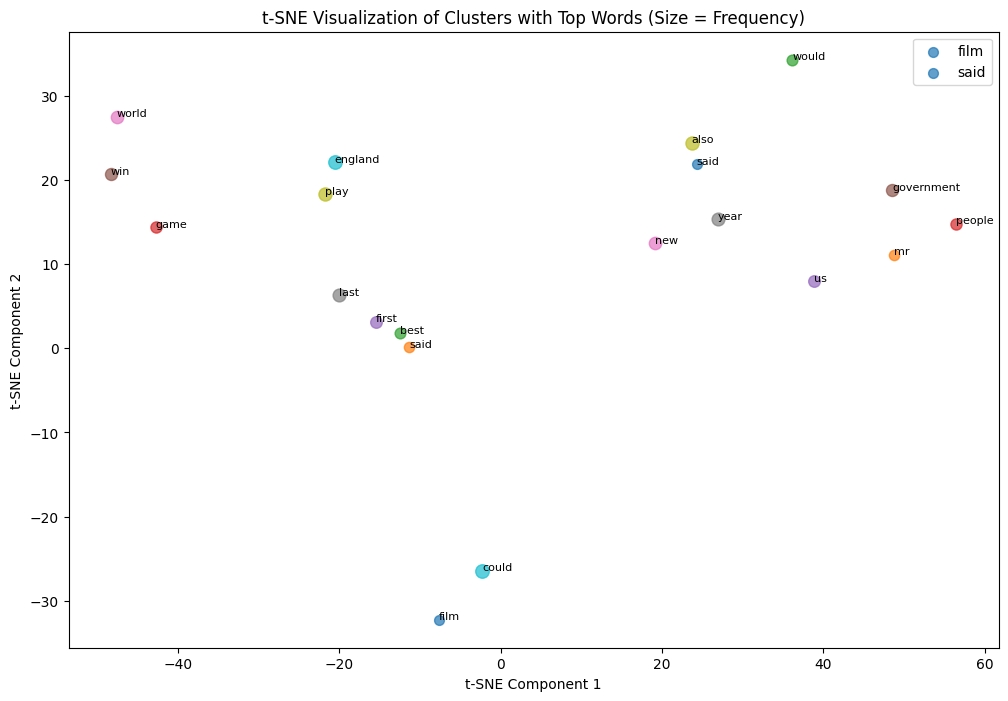 t-SNE Visualization of Clusters with Top Words (Size = Frequency)
film
said
would
world
also
england
said
win
government
play
year
people
game
new
mr
us
last
first
best
said
could
film
30
20
10
0
−10
−20
−30
t-SNE Component 2
−40
−20
0
20
40
60
t-SNE Component 1